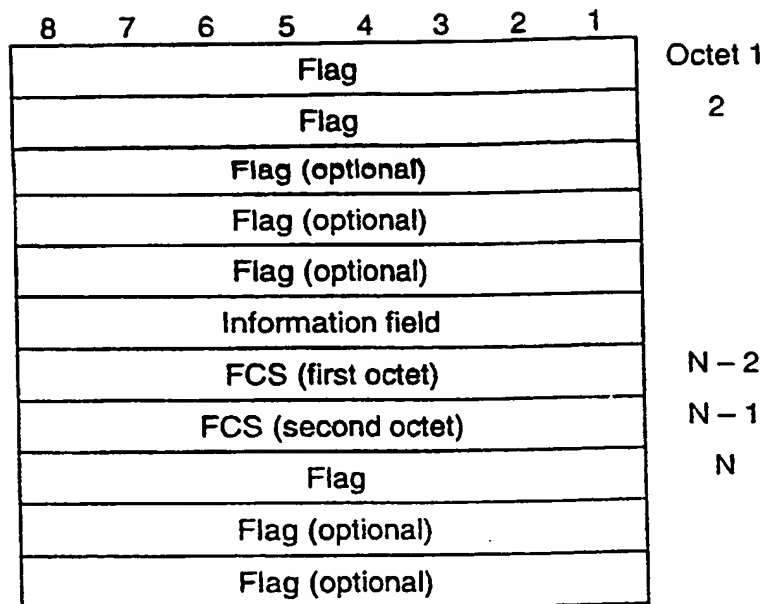 8 7 6 5 4 3 2 1
Flag Octet 1
Flag 2
Flag (optional)
Flag (optional)
Flag (optional)
Information field
FCS (first octet) N – 2
FCS (second octet) N – 1
Flag N
Flag (optional)
Flag (optional)